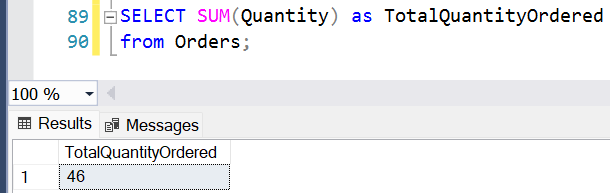 89 SELECT SUM(Quantity) as TotalQuantityOrdered
90 from Orders;
100 %
Results Messages
TotalQuantityOrdered
1 46